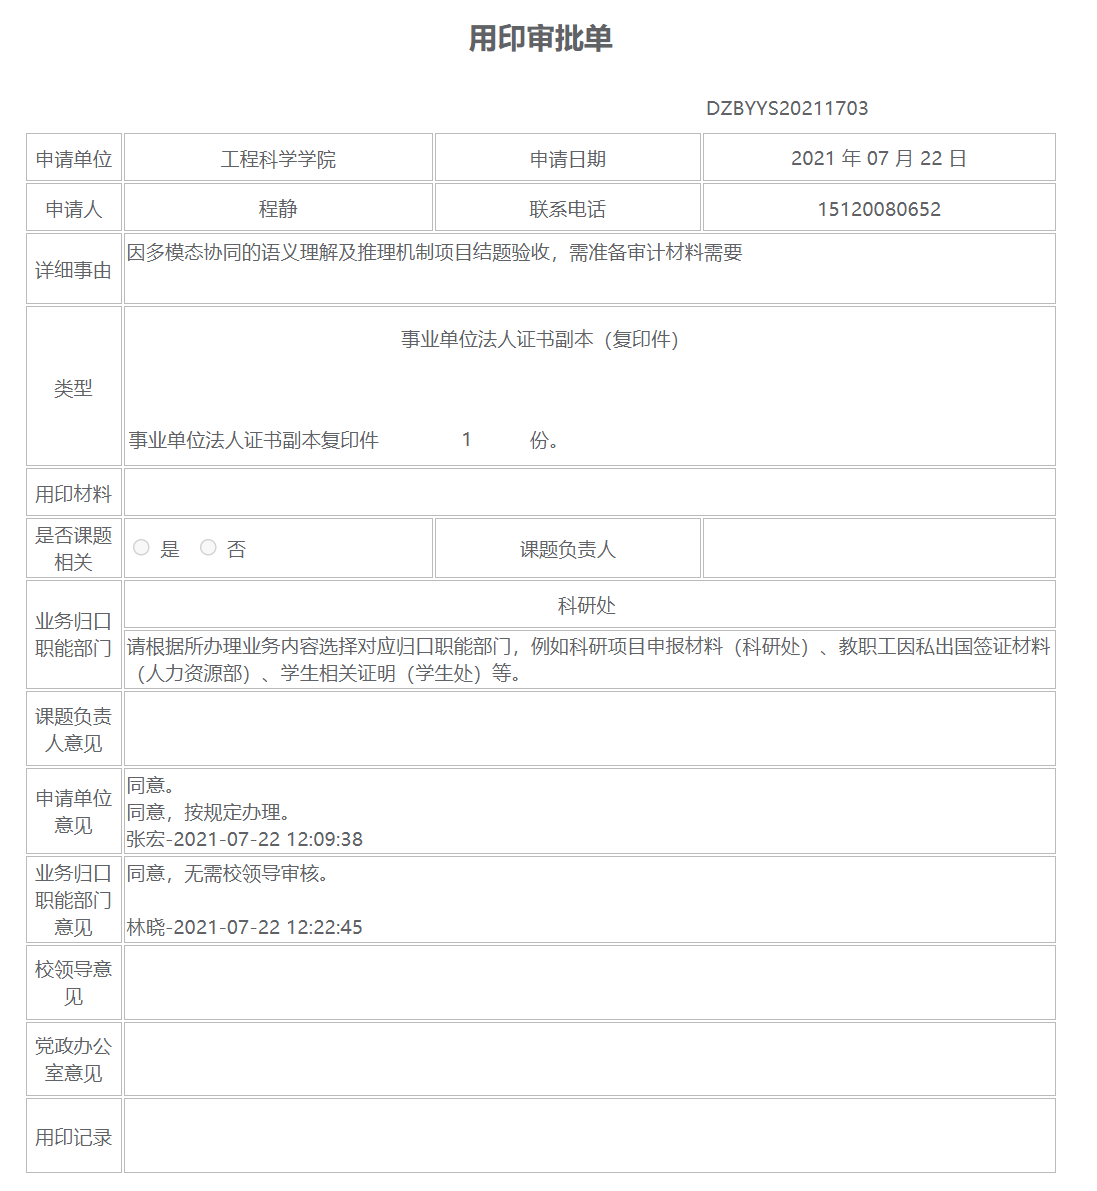 用印审批单
DZBYYS20211703
申请单位 工程科学学院 申请日期 2021 年 07 月 22 日
申请人 程静 联系电话 15120080652
详细事由 因多模态协同的语义理解及推理机制项目结题验收，需准备审计材料需要
类型
事业单位法人证书副本（复印件）
事业单位法人证书副本复印件 1 份。
用印材料
是否课题
相关
是 否 课题负责人
业务归口
职能部门
科研处
请根据所办理业务内容选择对应归口职能部门，例如科研项目申报材料（科研处）、教职工因私出国签证材料
（人力资源部）、学生相关证明（学生处）等。
课题负责
人意见
申请单位
意见
同意。
同意，按规定办理。
张宏-2021-07-22 12:09:38
业务归口
职能部门
意见
同意，无需校领导审核。
林晓-2021-07-22 12:22:45
校领导意
见
党政办公
室意见
用印记录